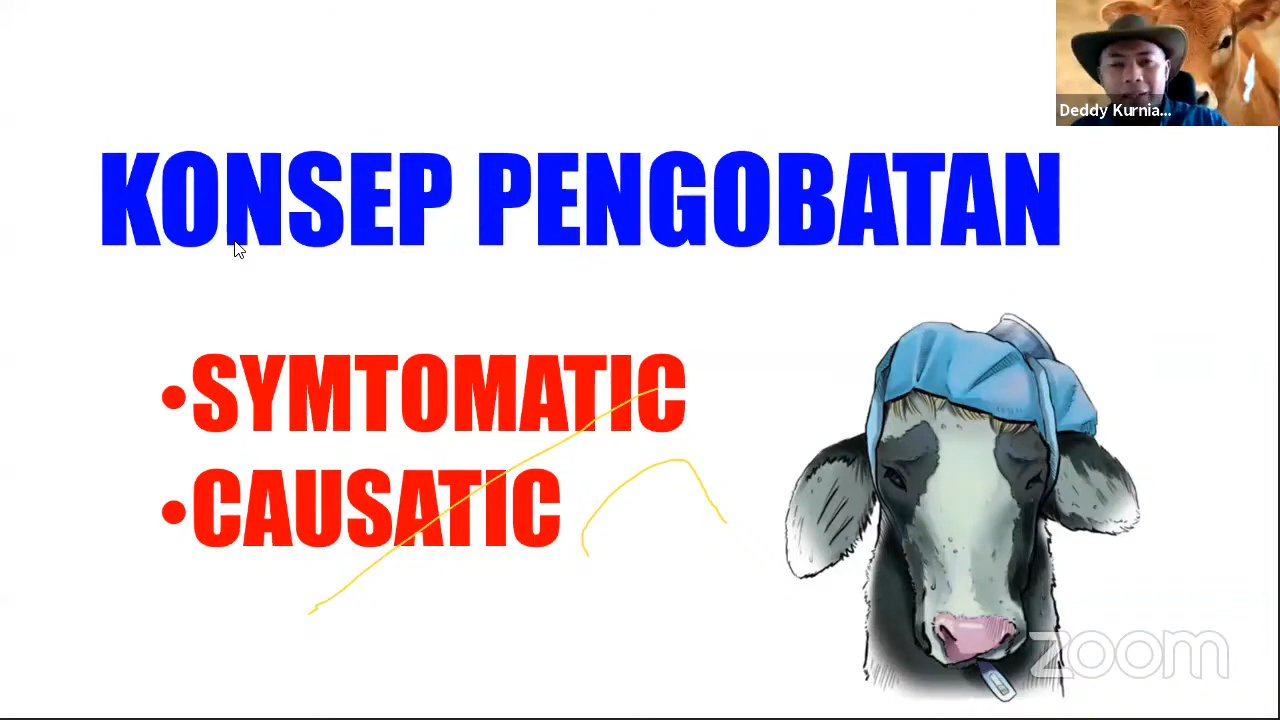 Deddy Kurnia...
KONSEP PENGOBATAN
•SYMTOMATIC
•CAUSATIC
zoom